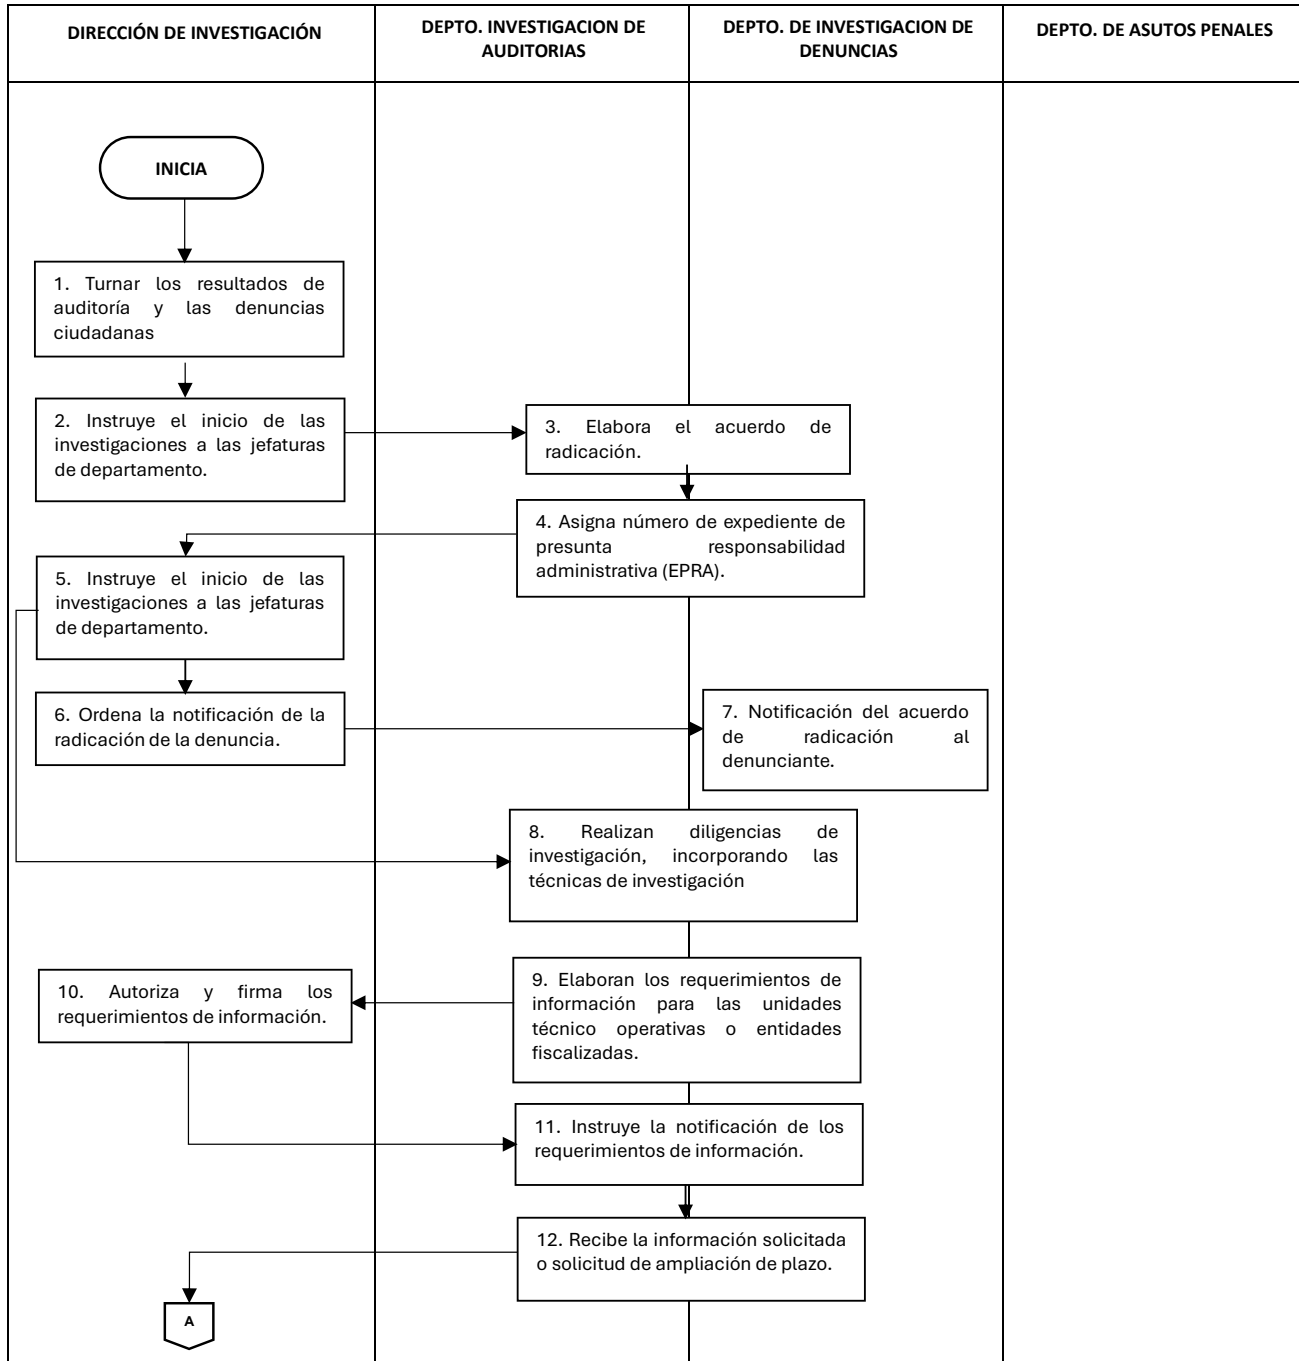 DIRECCIÓN DE INVESTIGACIÓN
DEPTO. INVESTIGACION DE
AUDITORIAS
DEPTO. DE INVESTIGACION DE
DENUNCIAS
DEPTO. DE ASUTOS PENALES
INICIA
1. Turnar los resultados de
auditoría y las denuncias
ciudadanas
2. Instruye el inicio de las
investigaciones a las jefaturas
de departamento.
3. Elabora el acuerdo de
radicación.
4. Asigna número de expediente de
presunta responsabilidad
administrativa (EPRA).
5. Instruye el inicio de las
investigaciones a las jefaturas
de departamento.
6. Ordena la notificación de la
radicación de la denuncia.
7. Notificación del acuerdo
de radicación al
denunciante.
8. Realizan diligencias de
investigación, incorporando las
técnicas de investigación
9. Elaboran los requerimientos de
información para las unidades
técnico operativas o entidades
fiscalizadas.
10. Autoriza y firma los
requerimientos de información.
11. Instruye la notificación de los
requerimientos de información.
12. Recibe la información solicitada
o solicitud de ampliación de plazo.
A